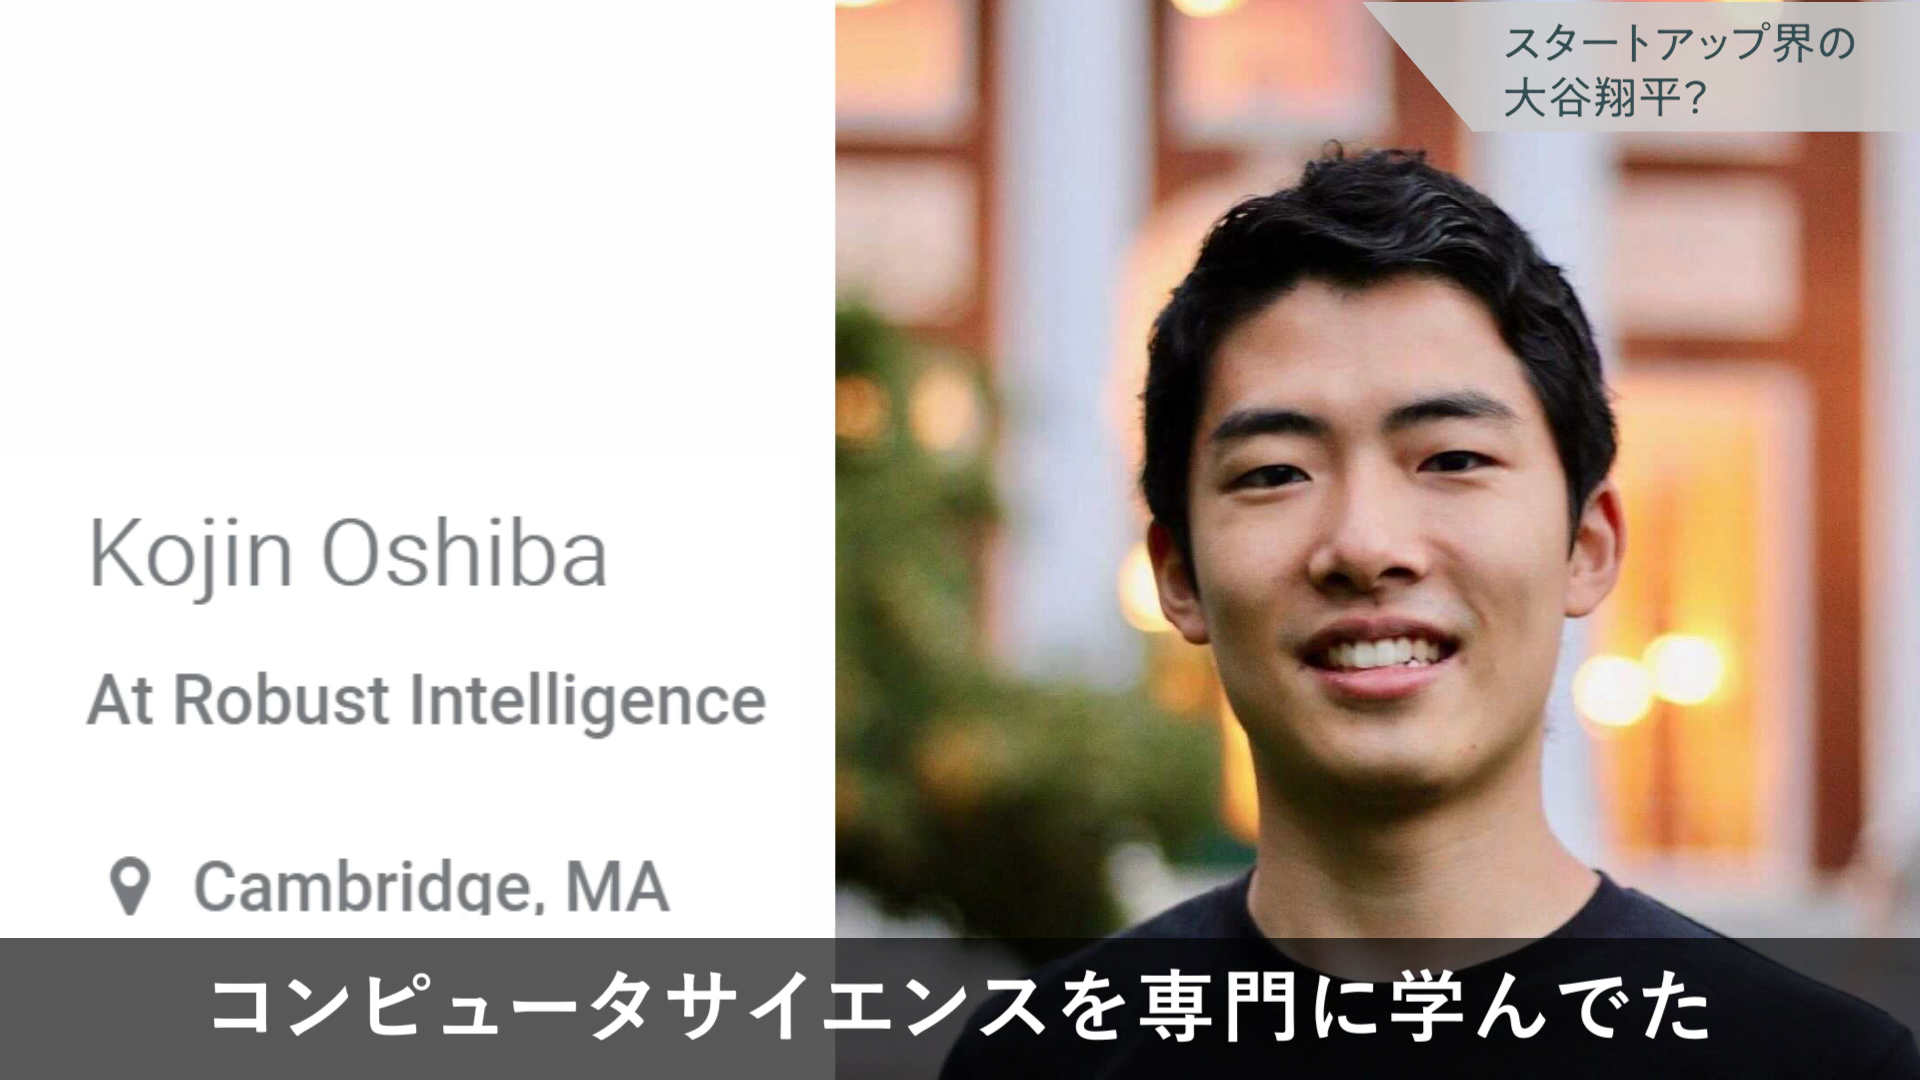 スタートアップ界の
大谷翔平?
Kojin Oshiba
At Robust Intelligence
Cambridge, MA
コンピュータサイエンスを専門に学んでた